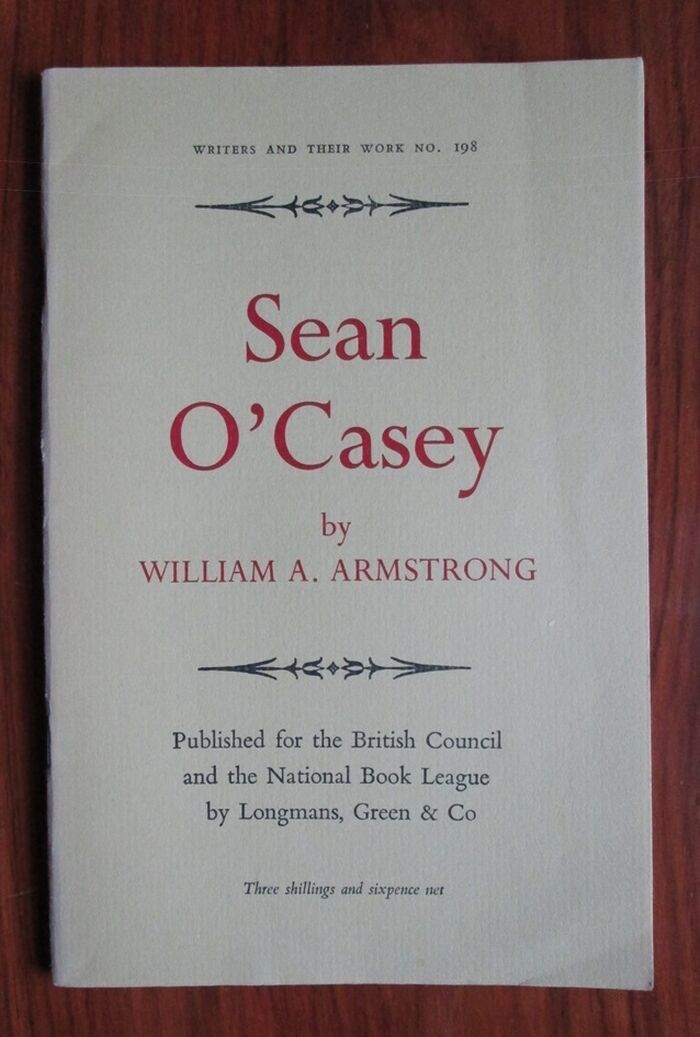 WRITERS AND THEIR WORK NO. 198
Sean
O'Casey
by
WILLIAM A. ARMSTRONG
Published for the British Council
and the National Book League
by Longmans, Green & Co
Three shillings and sixpence net